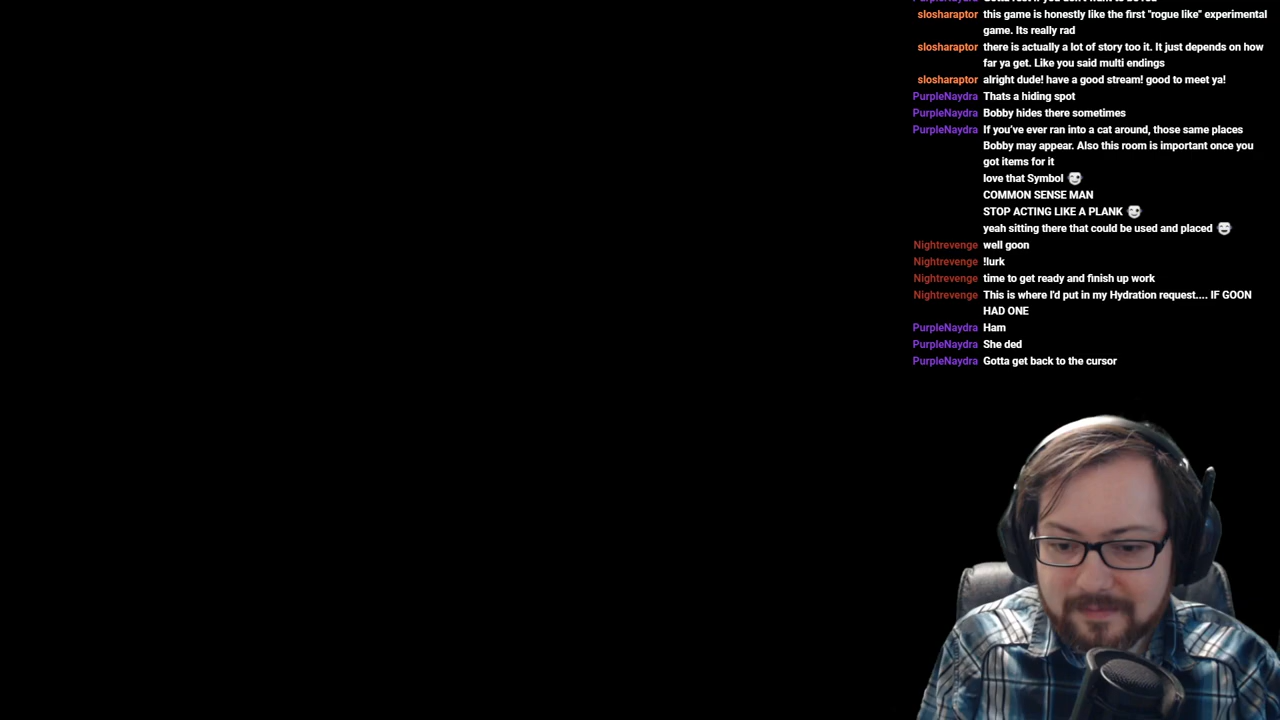 slosharaptor this game is honestly like the first "rogue like" experimental
game. Its really rad
slosharaptor there is actually a lot of story too it. It just depends on how
far ya get. Like you said multi endings
slosharaptor alright dude! have a good stream! good to meet ya!
PurpleNaydra Thats a hiding spot
PurpleNaydra Bobby hides there sometimes
PurpleNaydra If you've ever ran into a cat around, those same places
Bobby may appear. Also this room is important once you
got items for it
love that Symbol
COMMON SENSE MAN
STOP ACTING LIKE A PLANK
yeah sitting there that could be used and placed
Nightrevenge well goon
Nightrevenge !lurk
Nightrevenge time to get ready and finish up work
Nightrevenge This is where I'd put in my Hydration request.... IF GOON
HAD ONE
PurpleNaydra Ham
PurpleNaydra She ded
PurpleNaydra Gotta get back to the cursor